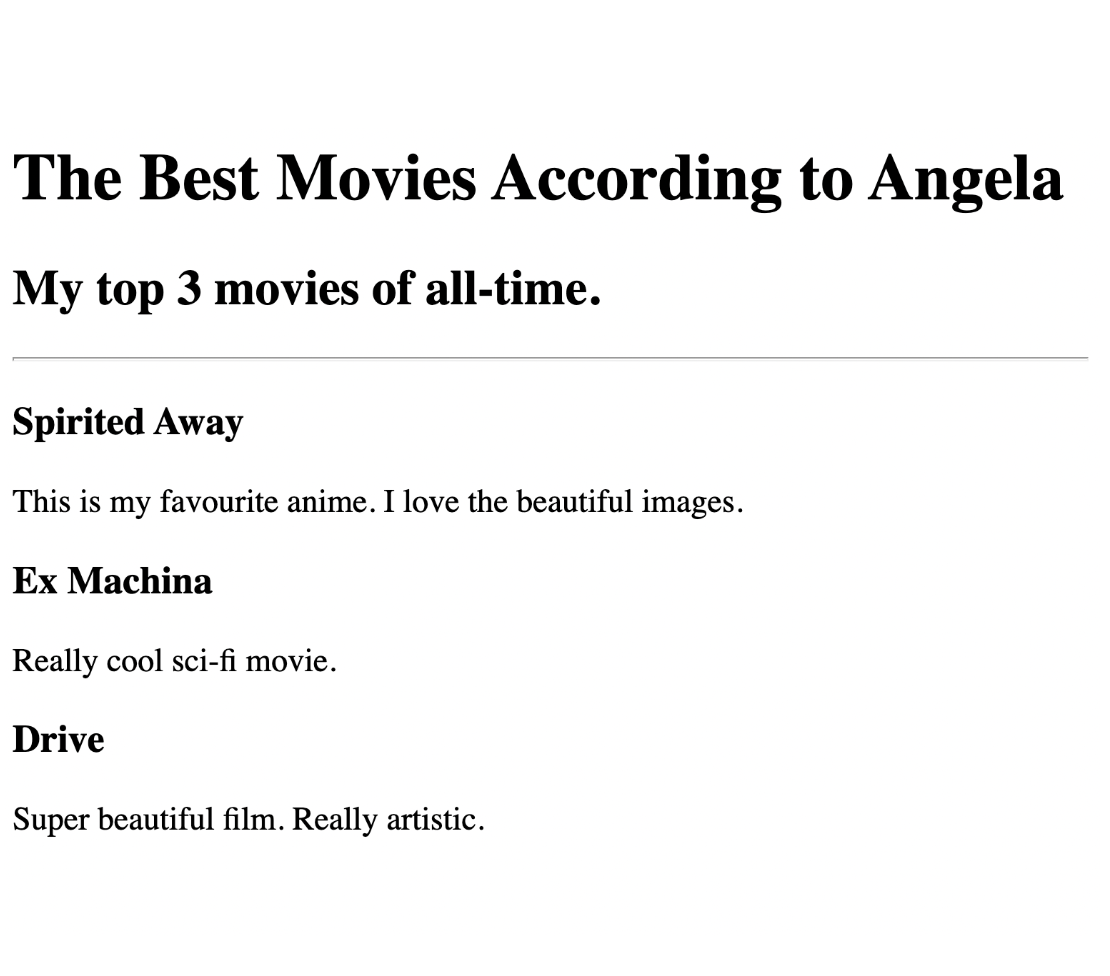 The Best Movies According to Angela
My top 3 movies of all-time.
Spirited Away
This is my favourite anime. I love the beautiful images.
Ex Machina
Really cool sci-fi movie.
Drive
Super beautiful film. Really artistic.